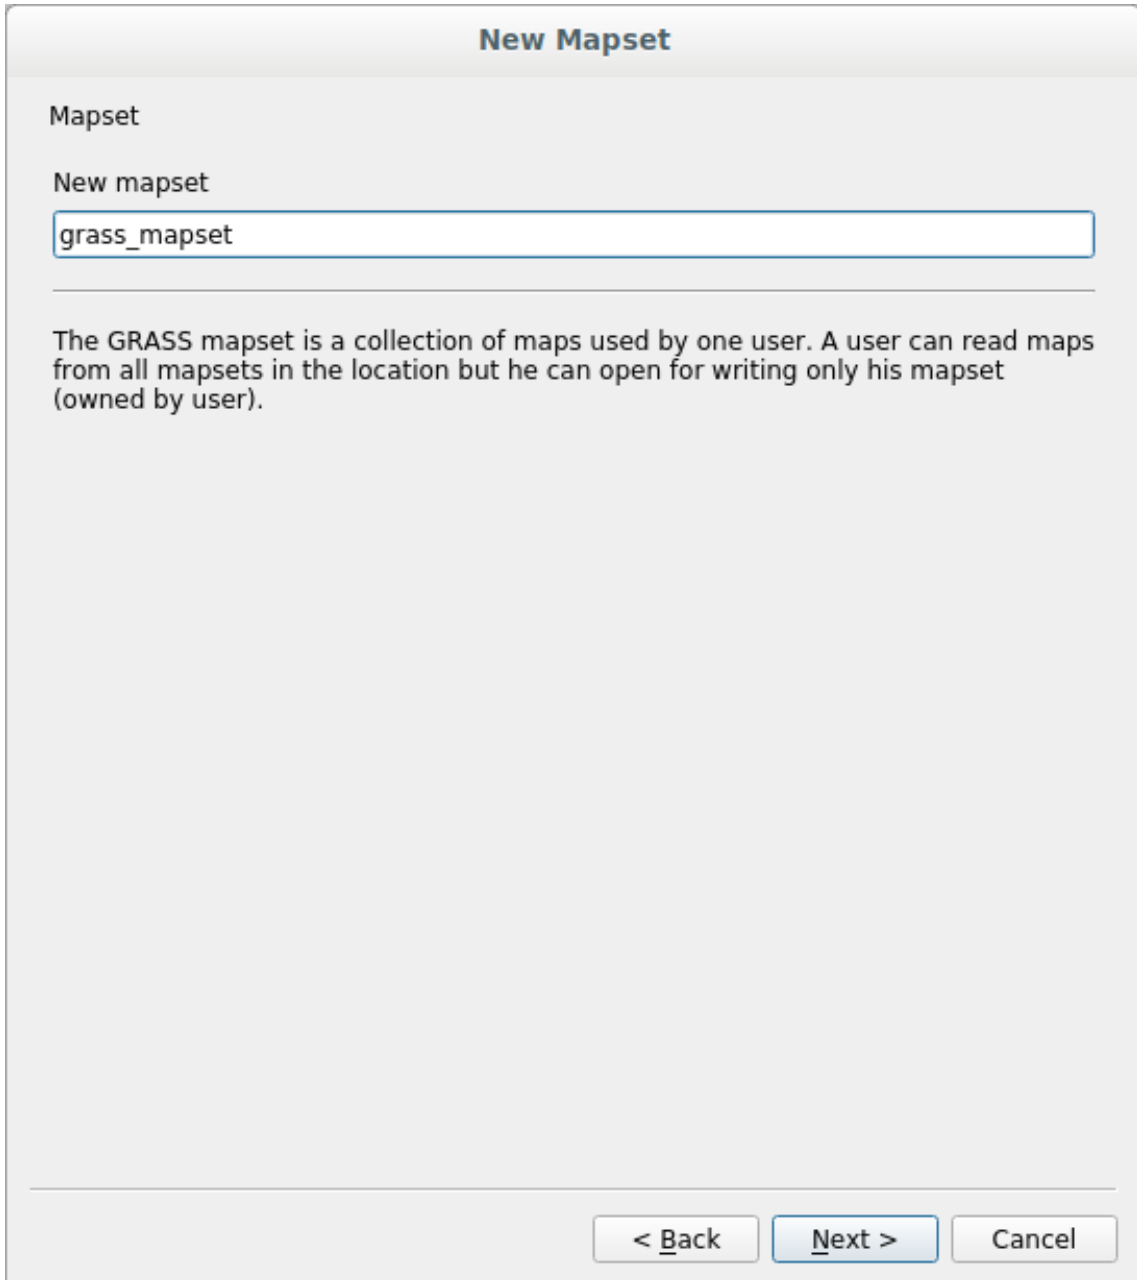 New Mapset
Mapset
New mapset
grass_mapset
The GRASS mapset is a collection of maps used by one user. A user can read maps
from all mapsets in the location but he can open for writing only his mapset
(owned by user).
< Back
Next >
Cancel